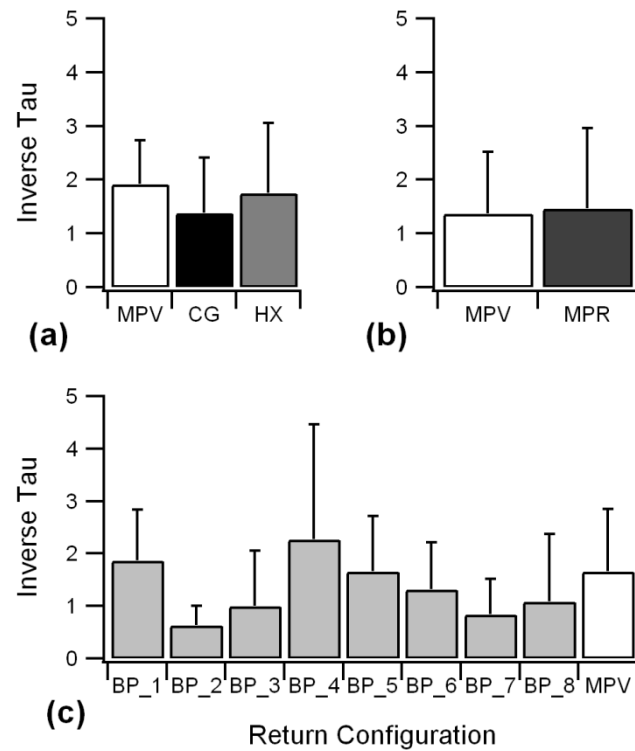 5
4
3
2
1
0
Inverse Tau
MPV CG HX
(a)
5
4
3
2
1
0
MPV MPR
(b)
5
4
3
2
1
0
Inverse Tau
BP_1 BP_2 BP_3 BP_4 BP_5 BP_6 BP_7 BP_8 MPV
(c)
Return Configuration